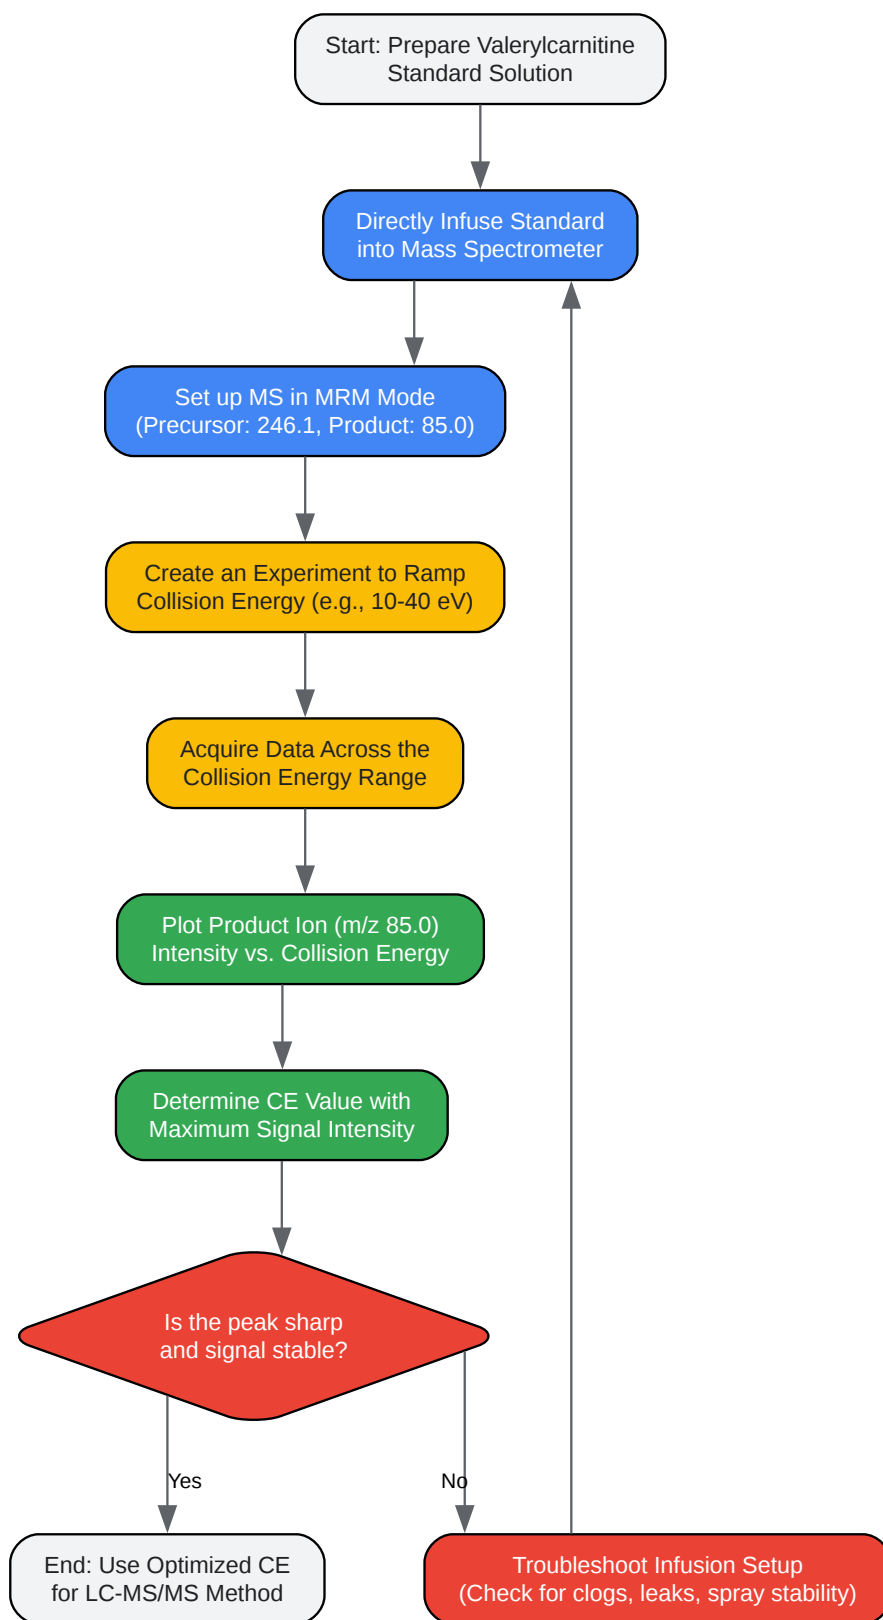 Start: Prepare Valerylcarnitine
Standard Solution
Directly Infuse Standard
into Mass Spectrometer
Set up MS in MRM Mode
(Precursor: 246.1, Product: 85.0)
Create an Experiment to Ramp
Collision Energy (e.g., 10-40 eV)
Acquire Data Across the
Collision Energy Range
Plot Product Ion (m/z 85.0)
Intensity vs. Collision Energy
Determine CE Value with
Maximum Signal Intensity
Is the peak sharp
and signal stable?
Yes
No
End: Use Optimized CE
for LC-MS/MS Method
Troubleshoot Infusion Setup
(Check for clogs, leaks, spray stability)